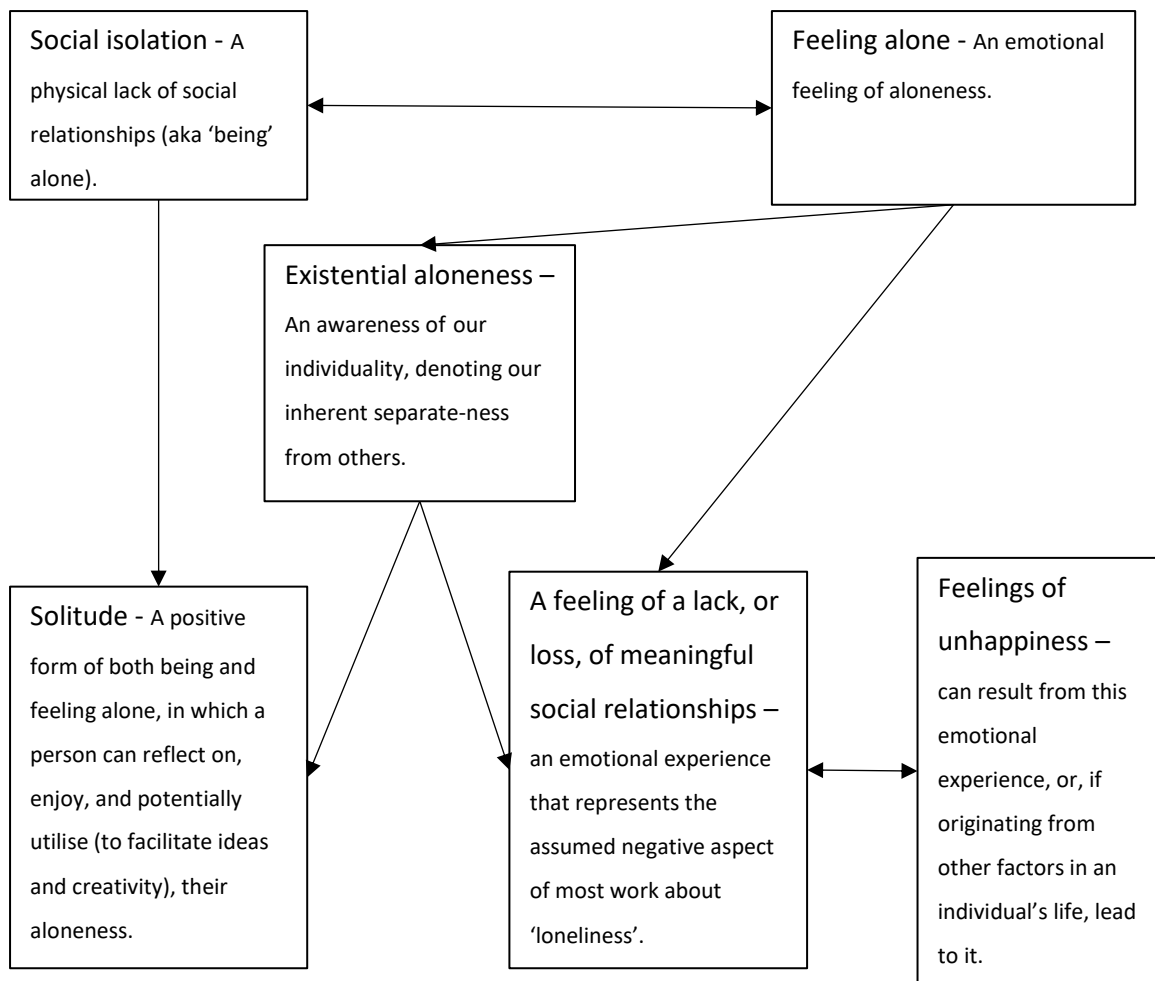 Social isolation - A
physical lack of social
relationships (aka ‘being’
alone).
Feeling alone - An emotional
feeling of aloneness.
Existential aloneness –
An awareness of our
individuality, denoting our
inherent separate-ness
from others.
Solitude - A positive
form of both being and
feeling alone, in which a
person can reflect on,
enjoy, and potentially
utilise (to facilitate ideas
and creativity), their
aloneness.
A feeling of a lack, or
loss, of meaningful
social relationships –
an emotional experience
that represents the
assumed negative aspect
of most work about
‘loneliness’.
Feelings of
unhappiness –
can result from this
emotional
experience, or, if
originating from
other factors in an
individual’s life, lead
to it.